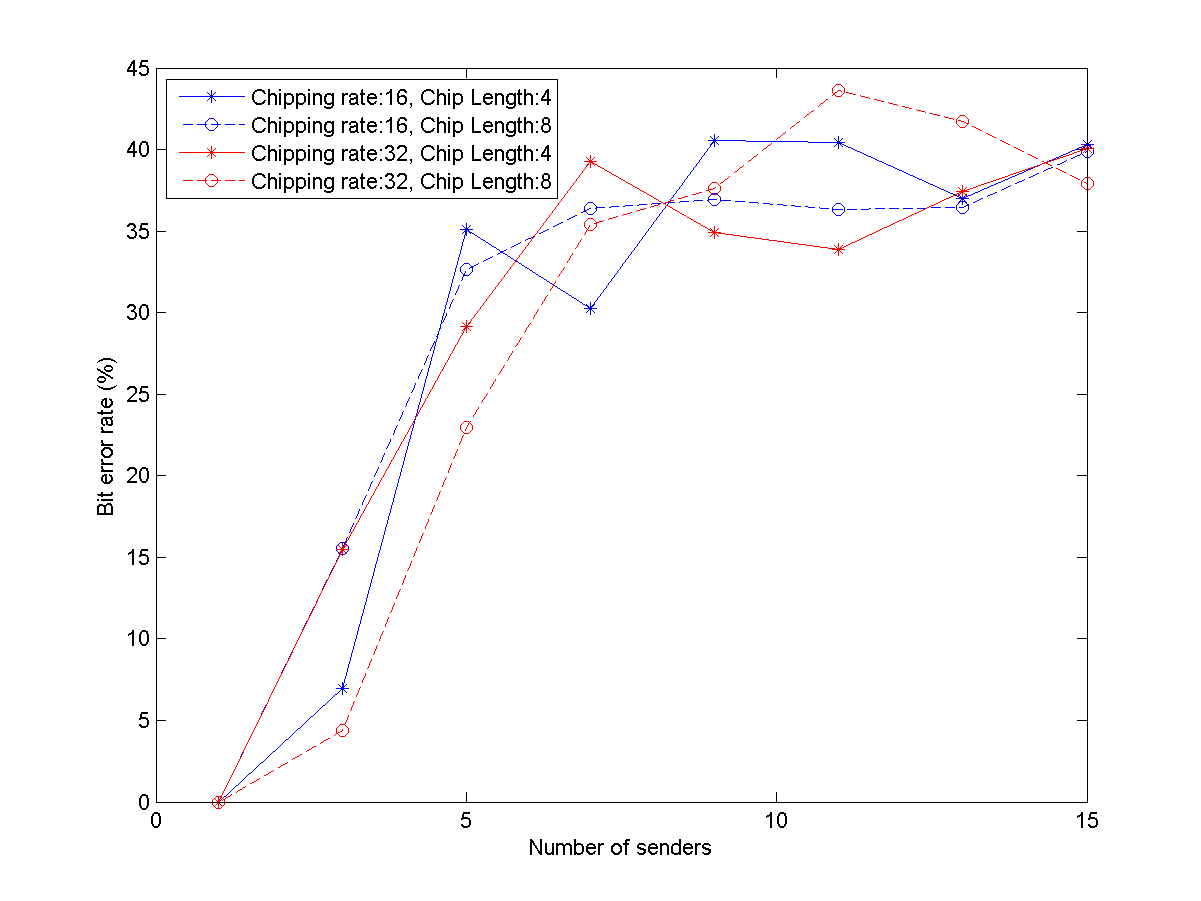 45
40
35
30
25
20
15
10
5
0
Bit error rate (%)
Chipping rate:16, Chip Length:4
Chipping rate:16, Chip Length:8
Chipping rate:32, Chip Length:4
Chipping rate:32, Chip Length:8
0 5 10 15
Number of senders